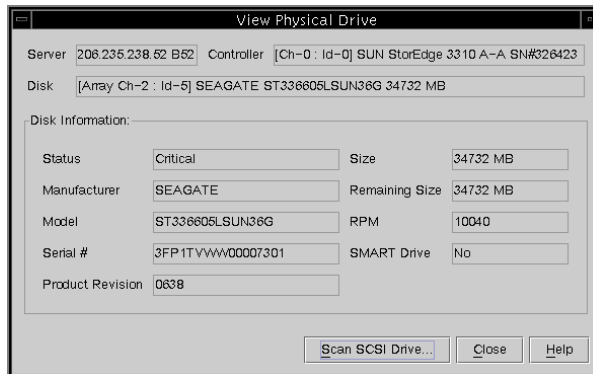 View Physical Drive
Server 206.235.238.52 B52 Controller [Ch-0 : Id-0] SUN StorEdge 3310 A-A SN#326423
Disk [Array Ch-2 : Id-5] SEAGATE ST336605LSUN36G 34732 MB
Disk Information:
Status Critical Size 34732 MB
Manufacturer SEAGATE Remaining Size 34732 MB
Model ST336605LSUN36G RPM 10040
Serial # 3FP1TVWW00007301 SMART Drive No
Product Revision 0638
Scan SCSI Drive... Close Help